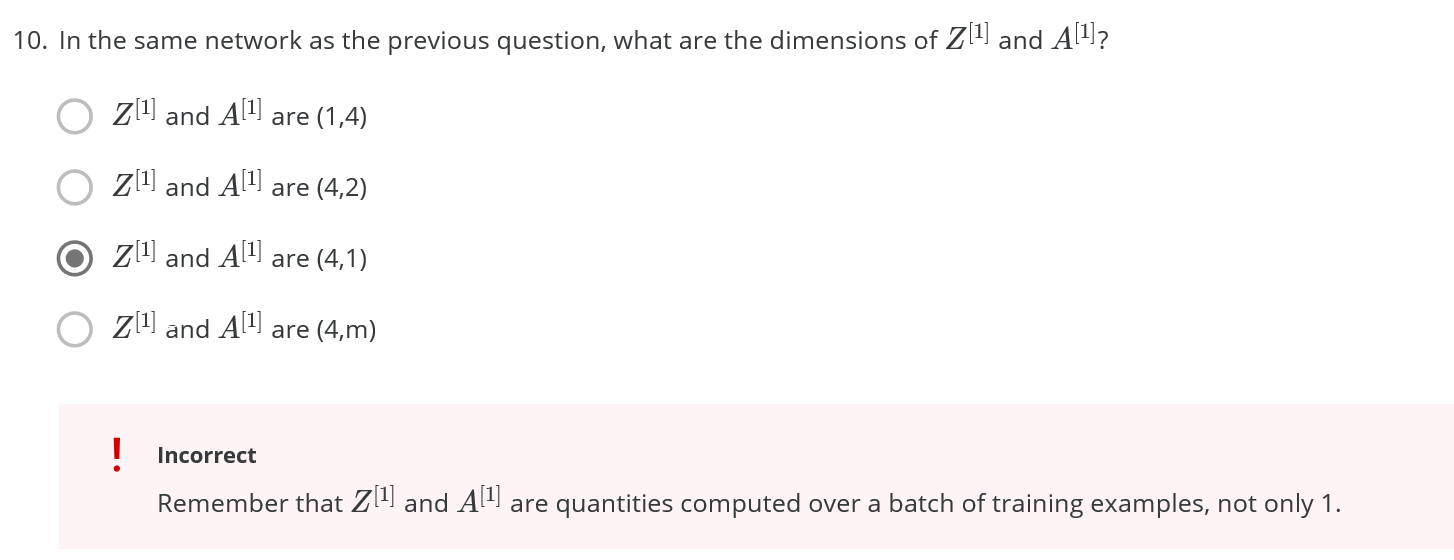 10. In the same network as the previous question, what are the dimensions of Z^[1] and A^[1]?
Z^[1] and A^[1] are (1,4)
Z^[1] and A^[1] are (4,2)
Z^[1] and A^[1] are (4,1)
Z^[1] and A^[1] are (4,m)
! Incorrect
Remember that Z^[1] and A^[1] are quantities computed over a batch of training examples, not only 1.